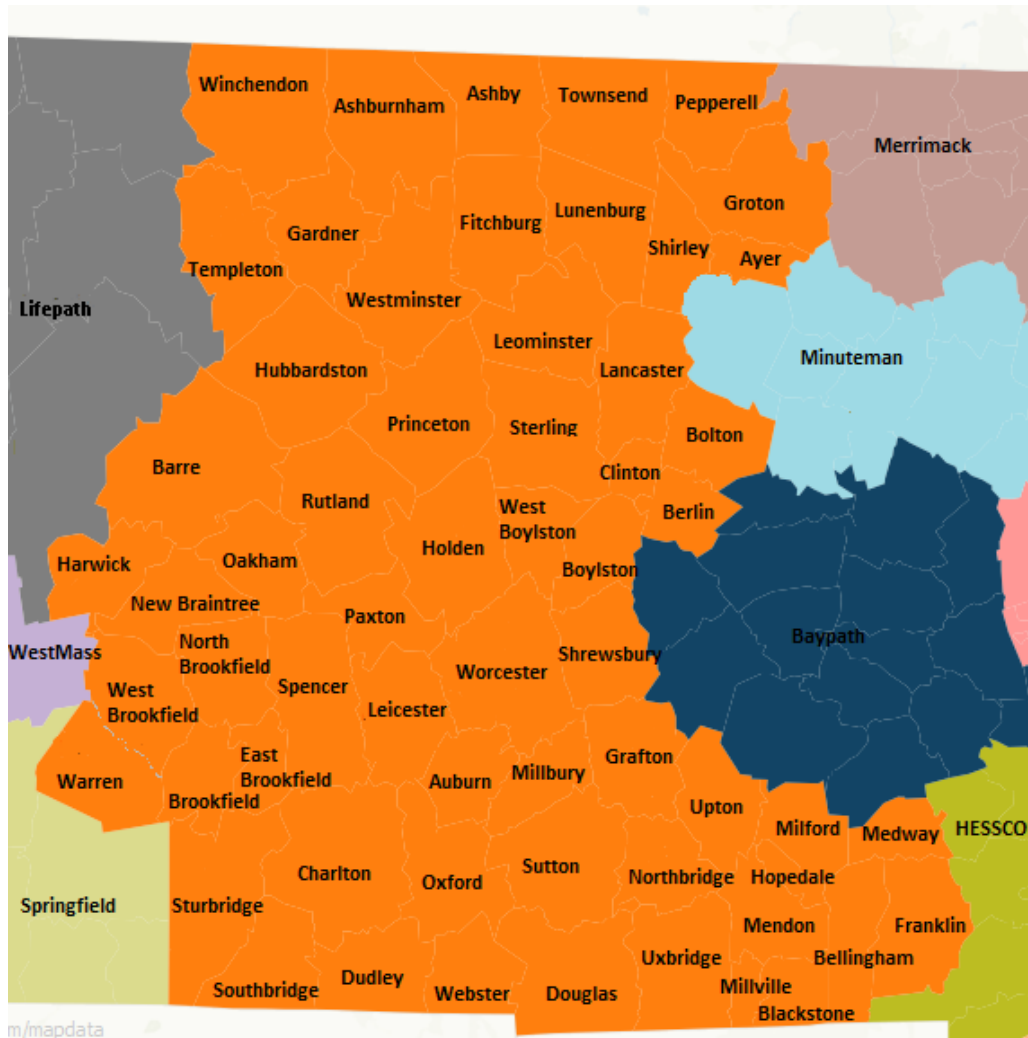 Winchendon
Ashburnham
Ashby
Townsend
Pepperell
Merrimack
Groton
Fitchburg
Lunenburg
Gardner
Shirley
Ayer
Templeton
Westminster
Lifepath
Leominster
Minuteman
Hubbardston
Lancaster
Princeton
Sterling
Bolton
Barre
Clinton
Rutland
West
Boylston
Berlin
Holden
Harwick
Oakham
Boylston
New Braintree
Paxton
North
Brookfield
Baypath
WestMass
Shrewsbury
Worcester
Spencer
West
Brookfield
Leicester
Grafton
East
Brookfield
Warren
Auburn
Millbury
Brookfield
Upton
Milford
Medway
HESSCO
Charlton
Sutton
Oxford
Northbridge
Hopedale
Springfield
Sturbridge
Mendon
Franklin
Uxbridge
Bellingham
Dudley
Southbridge
Webster
Douglas
Millville
Blackstone
m/mapdata